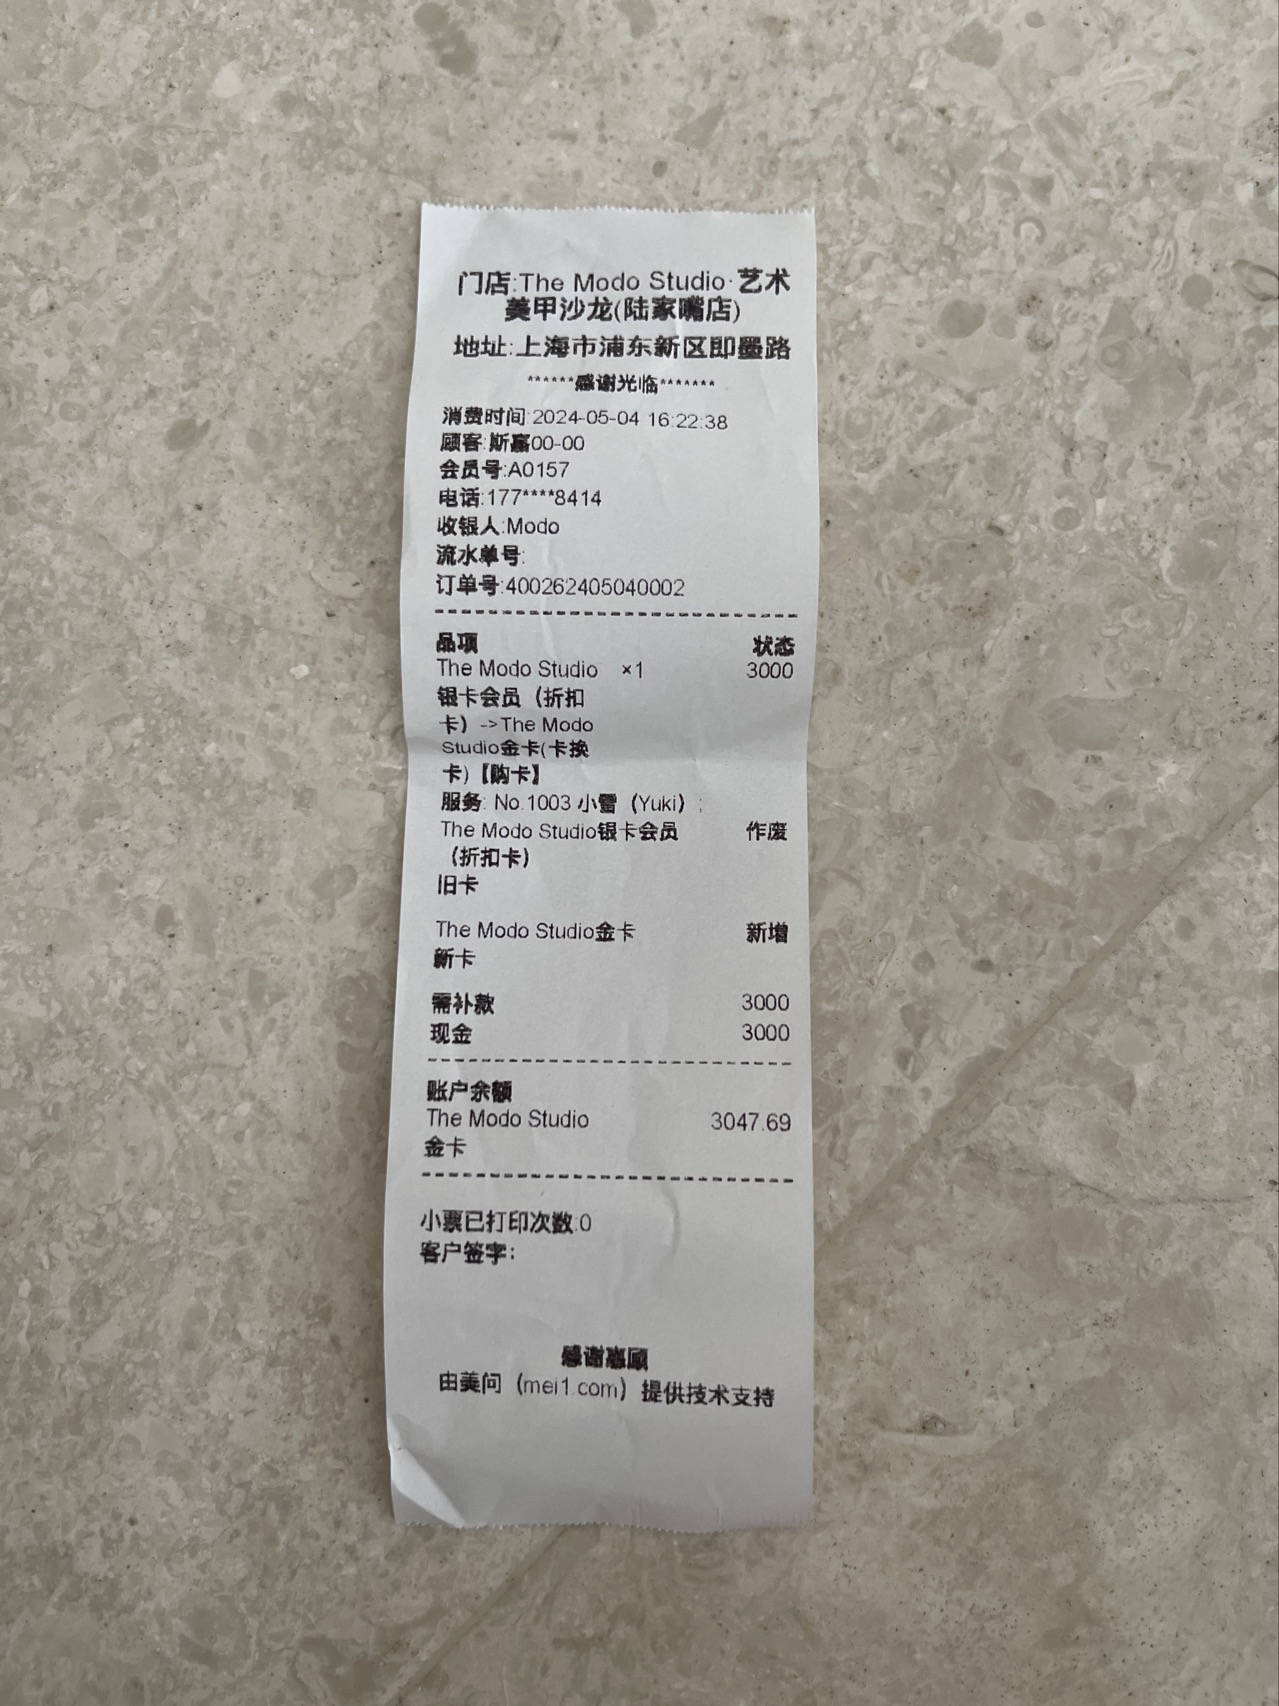 门店:The Modo Studio·艺术
美甲沙龙(陆家嘴店)
地址:上海市浦东新区即墨路
******感谢光临*******
消费时间:2024-05-04 16:22:38
顾客:斯嘉00-00
会员号:A0157
电话:177****8414
收银人:Modo
流水单号:
订单号:400262405040002
品项 状态
The Modo Studio ×1 3000
银卡会员（折扣
卡）->The Modo
Studio金卡(卡换
卡)【购卡】
服务: No.1003 小雪（Yuki）;
The Modo Studio银卡会员 作废
（折扣卡）
旧卡
The Modo Studio金卡 新增
新卡
需补款 3000
现金 3000
账户余额
The Modo Studio 3047.69
金卡
小票已打印次数:0
客户签字:
感谢惠顾
由美问（mei1.com）提供技术支持